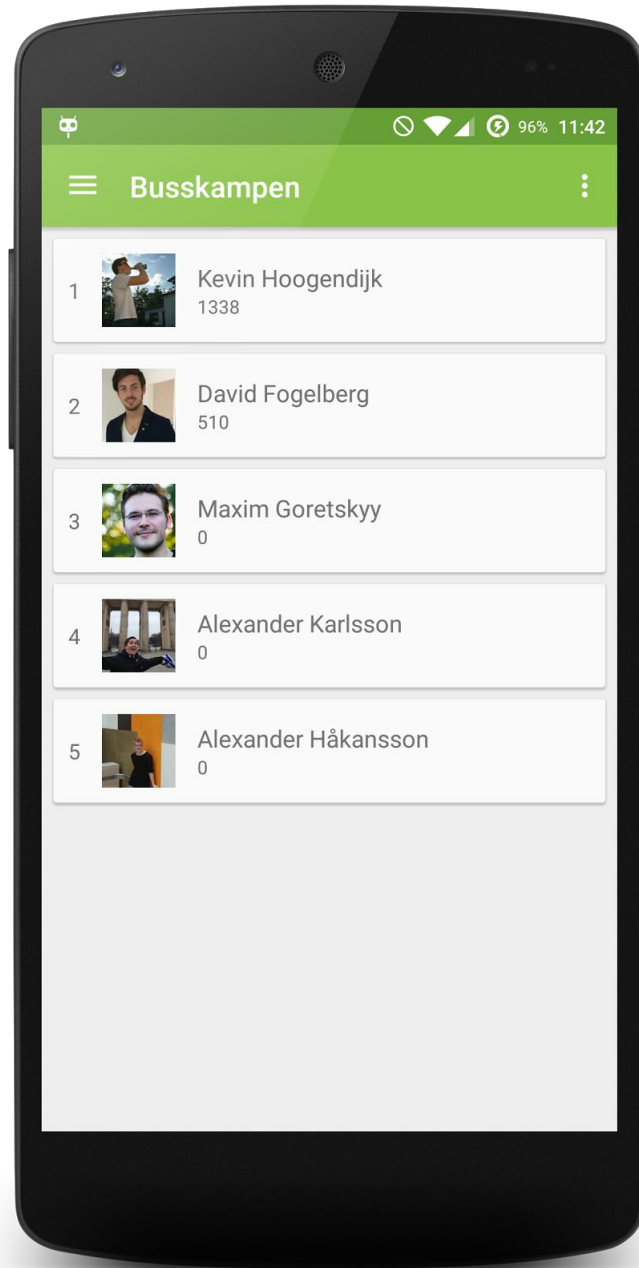 96% 11:42
Busskampen
1
Kevin Hoogendijk
1338
2
David Fogelberg
510
3
Maxim Goretskyy
0
4
Alexander Karlsson
0
5
Alexander Håkansson
0